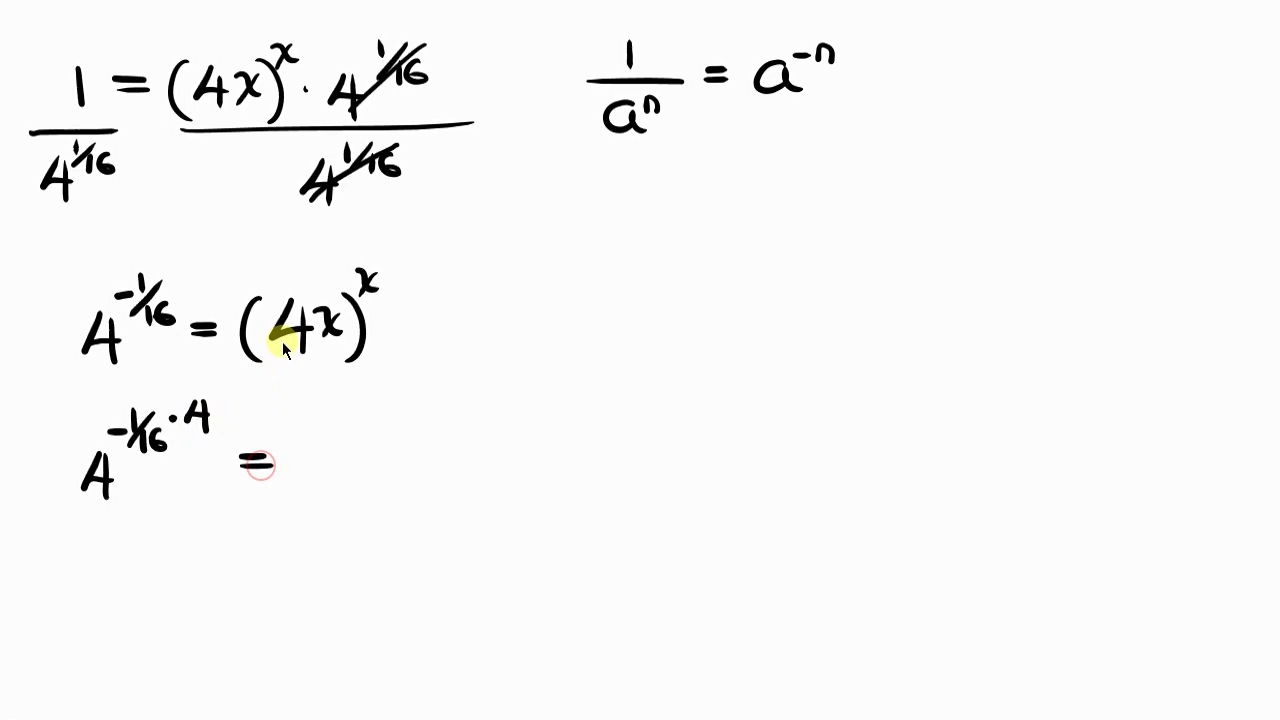 1 = (4x)^x · 4^(1/16)     1/a^n = a^(-n)
4^(1/16)     4^(1/16)
4^(-1/16) = (4x)^x
4^(-1/16 · 4) =